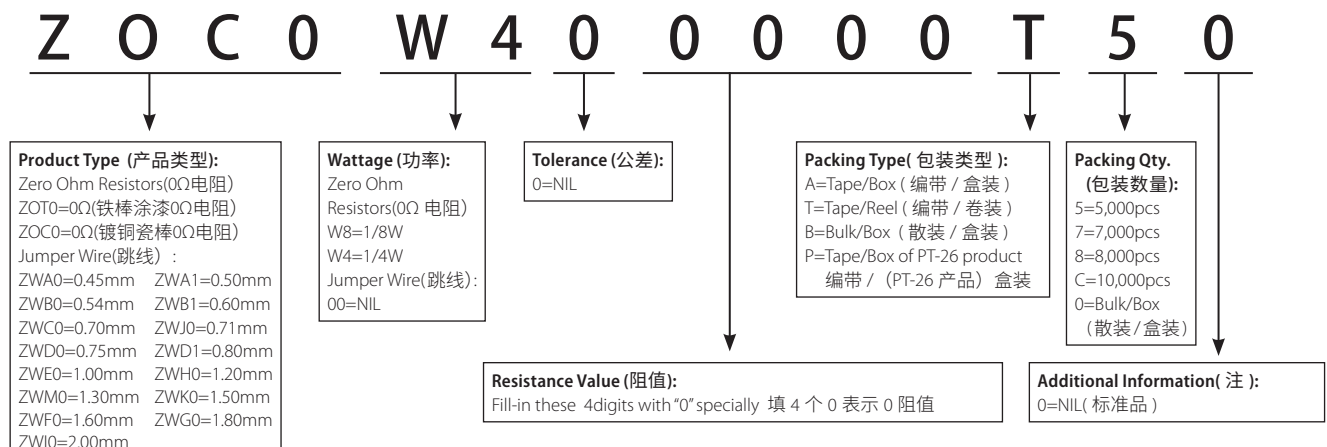 Z O C 0 W 4 0 0 0 0 0 T 5 0
Product Type (产品类型):
Zero Ohm Resistors(0Ω电阻)
ZOT0=0Ω(铁棒涂漆0Ω电阻)
ZOC0=0Ω(镀铜瓷棒0Ω电阻)
Jumper Wire(跳线):
ZWA0=0.45mm ZWA1=0.50mm
ZWB0=0.54mm ZWB1=0.60mm
ZWC0=0.70mm ZWJ0=0.71mm
ZWD0=0.75mm ZWD1=0.80mm
ZWE0=1.00mm ZWH0=1.20mm
ZWM0=1.30mm ZWK0=1.50mm
ZWF0=1.60mm ZWG0=1.80mm
ZWI0=2.00mm
Wattage (功率):
Zero Ohm
Resistors(0Ω 电阻)
W8=1/8W
W4=1/4W
Jumper Wire(跳线):
00=NIL
Tolerance (公差):
0=NIL
Resistance Value (阻值):
Fill-in these 4digits with "0" specially 填 4 个 0 表示 0 阻值
Packing Type( 包装类型 ):
A=Tape/Box ( 编带 / 盒装 )
T=Tape/Reel ( 编带 / 卷装 )
B=Bulk/Box ( 散装 / 盒装 )
P=Tape/Box of PT-26 product
编带 / (PT-26 产品) 盒装
Packing Qty.
(包装数量):
5=5,000pcs
7=7,000pcs
8=8,000pcs
C=10,000pcs
0=Bulk/Box
(散装/盒装)
Additional Information( 注 ):
0=NIL( 标准品 )